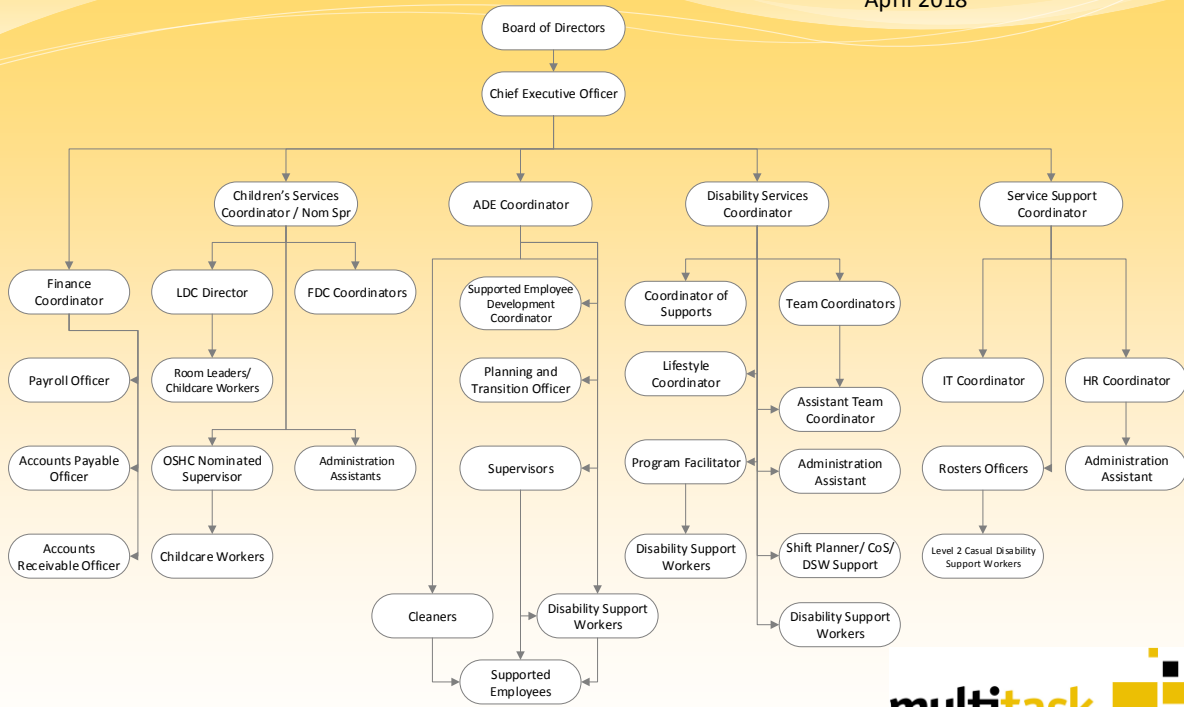 April 2018
Board of Directors
Chief Executive Officer
Children's Services
Coordinator / Nom Spr
ADE Coordinator
Disability Services
Coordinator
Service Support
Coordinator
Finance
Coordinator
LDC Director
FDC Coordinators
Supported Employee
Development
Coordinator
Coordinator of
Supports
Team Coordinators
Payroll Officer
Room Leaders/
Childcare Workers
Planning and
Transition Officer
Lifestyle
Coordinator
IT Coordinator
HR Coordinator
Assistant Team
Coordinator
Accounts Payable
Officer
OSHC Nominated
Supervisor
Administration
Assistants
Supervisors
Program Facilitator
Administration
Assistant
Rosters Officers
Administration
Assistant
Accounts
Receivable Officer
Childcare Workers
Disability Support
Workers
Shift Planner/ CoS/
DSW Support
Level 2 Casual Disability
Support Workers
Cleaners
Disability Support
Workers
Disability Support
Workers
Supported
Employees
multitask